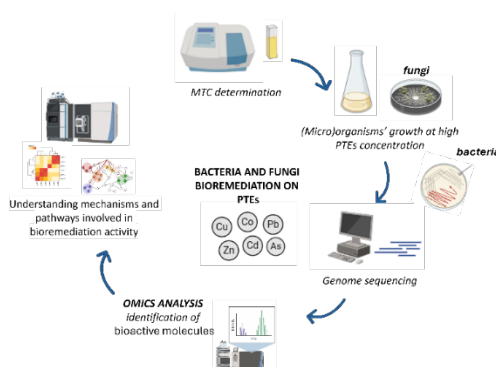 MTC determination
fungi
(Micro)organisms' growth at high
PTEs concentration
bacteria
Genome sequencing
OMICS ANALYSIS
identification of
bioactive molecules
Understanding mechanisms and
pathways involved in
bioremediation activity
BACTERIA AND FUNGI
BIOREMEDIATION ON
PTEs
Cu Co Pb
Zn Cd As